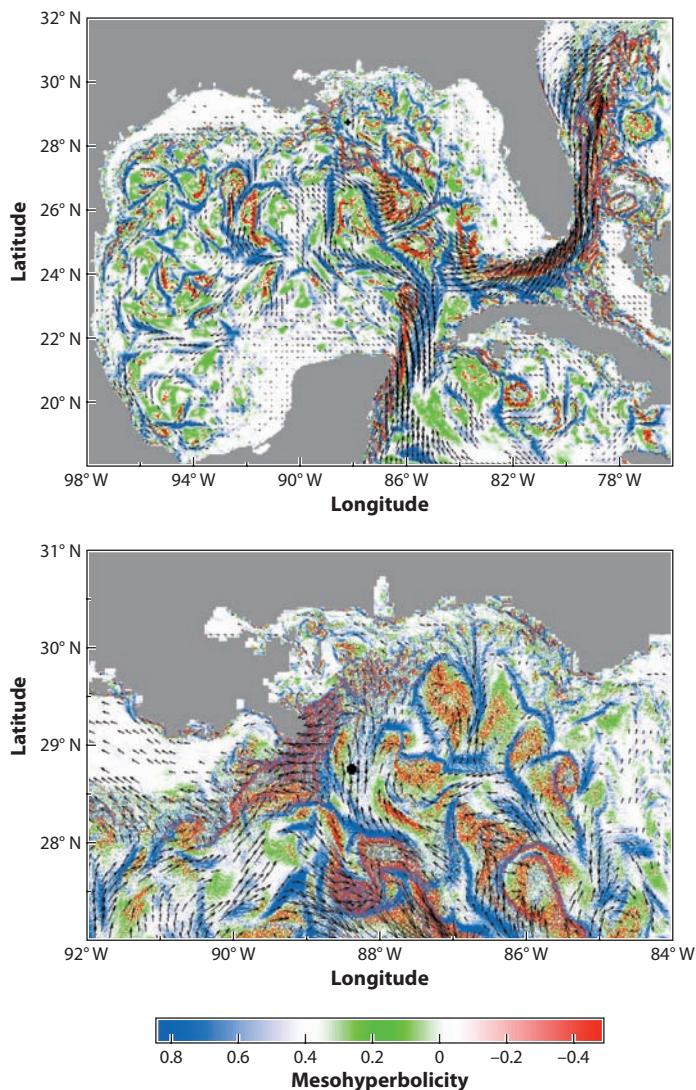 32° N
30° N
28° N
26° N
24° N
22° N
20° N
Latitude
98° W 94° W 90° W 86° W 82° W 78° W
Longitude
31° N
30° N
29° N
28° N
Latitude
92° W 90° W 88° W 86° W 84° W
Longitude
0.8 0.6 0.4 0.2 0 –0.2 –0.4
Mesohyperbolicity